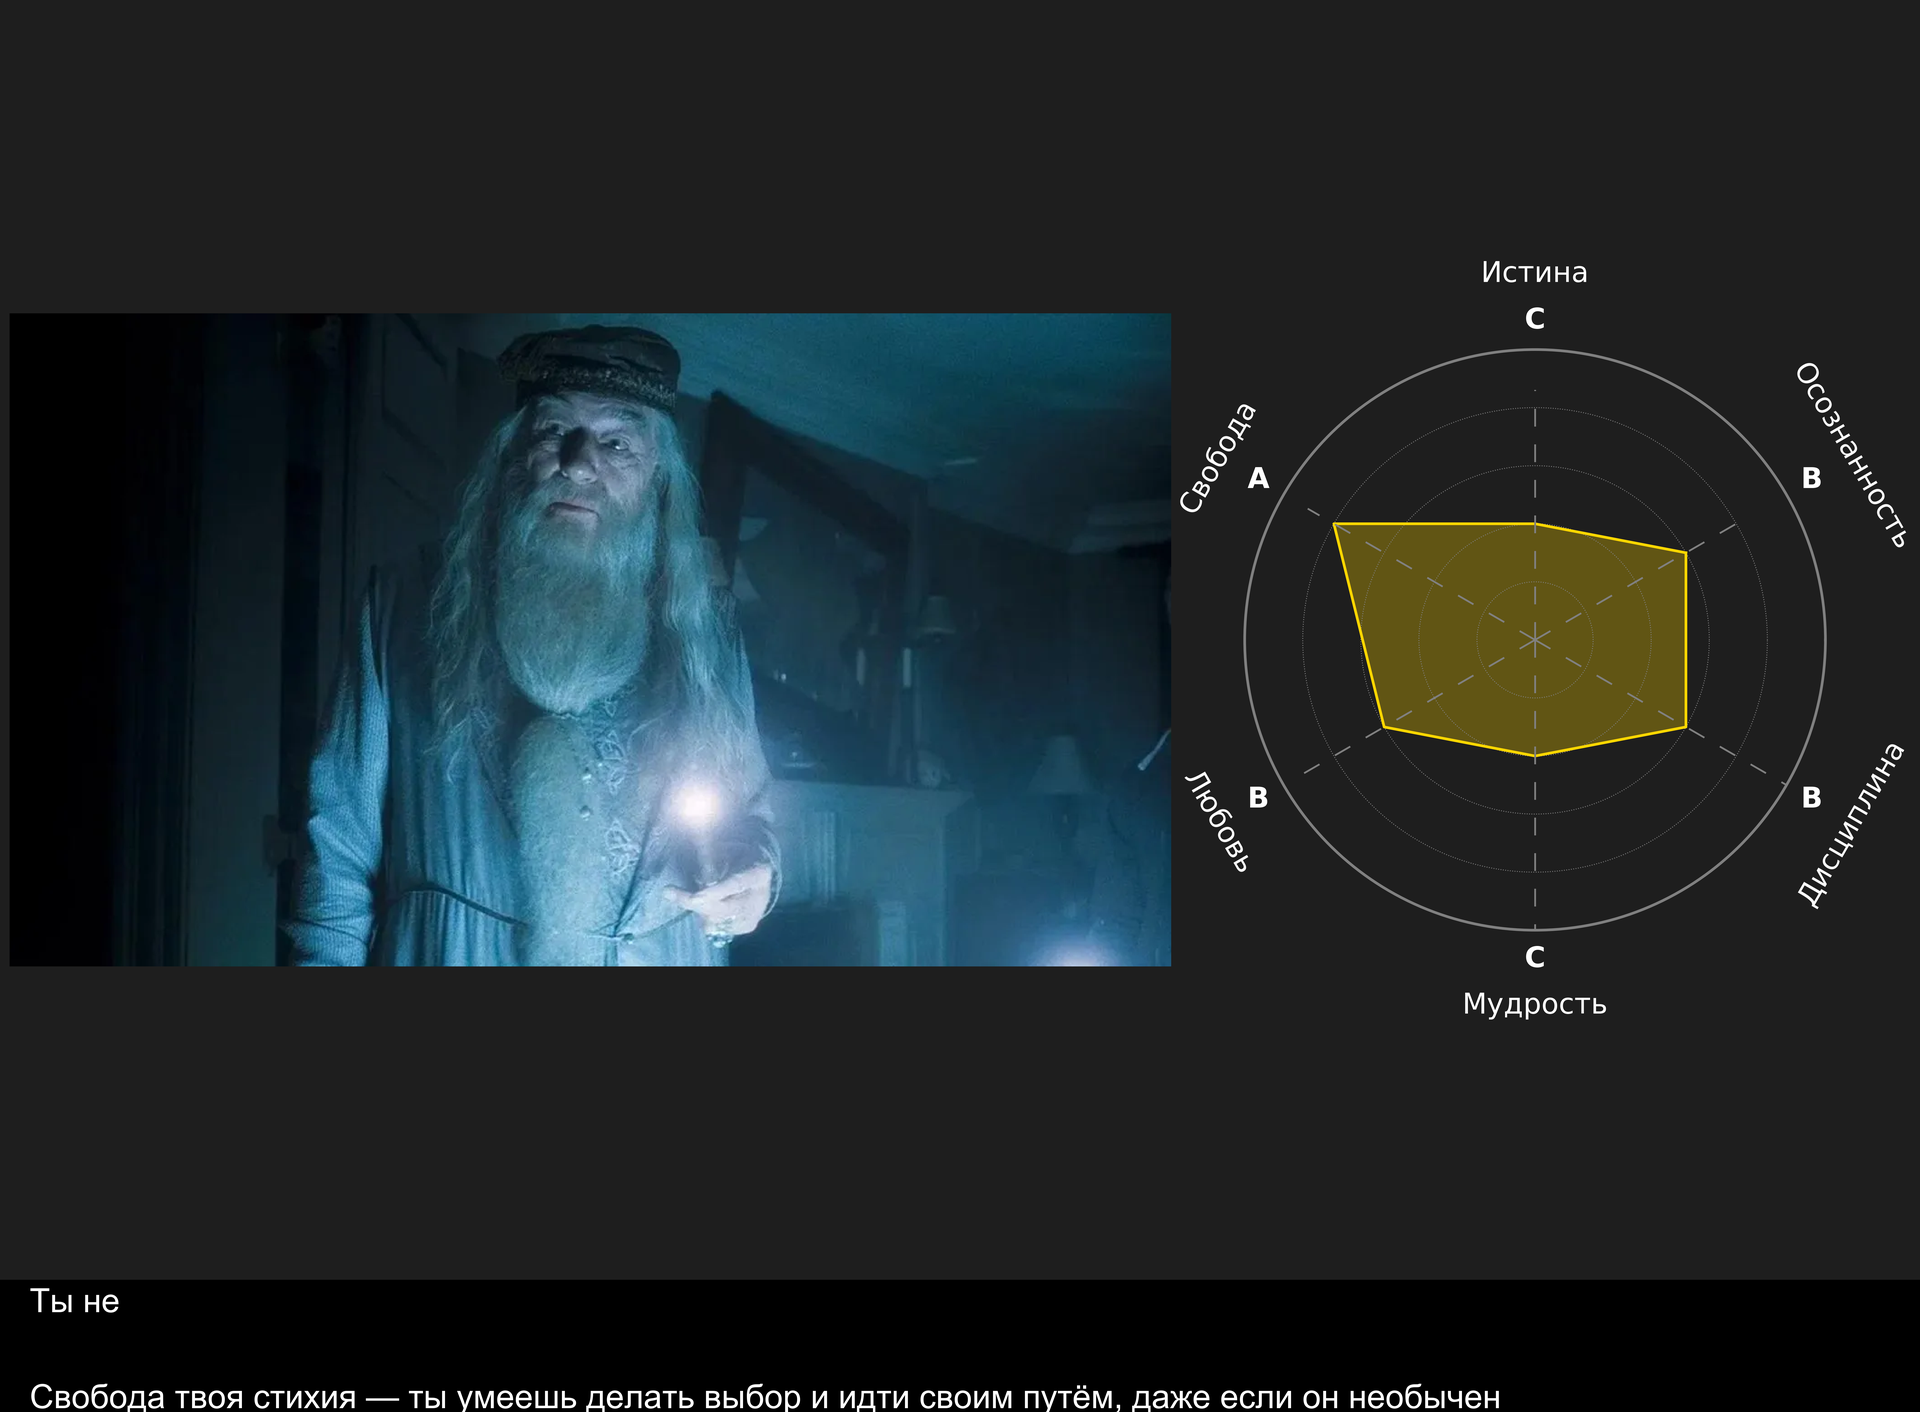 Истина
C
Осознанность
B
Свобода
A
Любовь
B
B
Дисциплина
C
Мудрость
Ты не
Свобода твоя стихия — ты умеешь делать выбор и идти своим путём, даже если он необычен